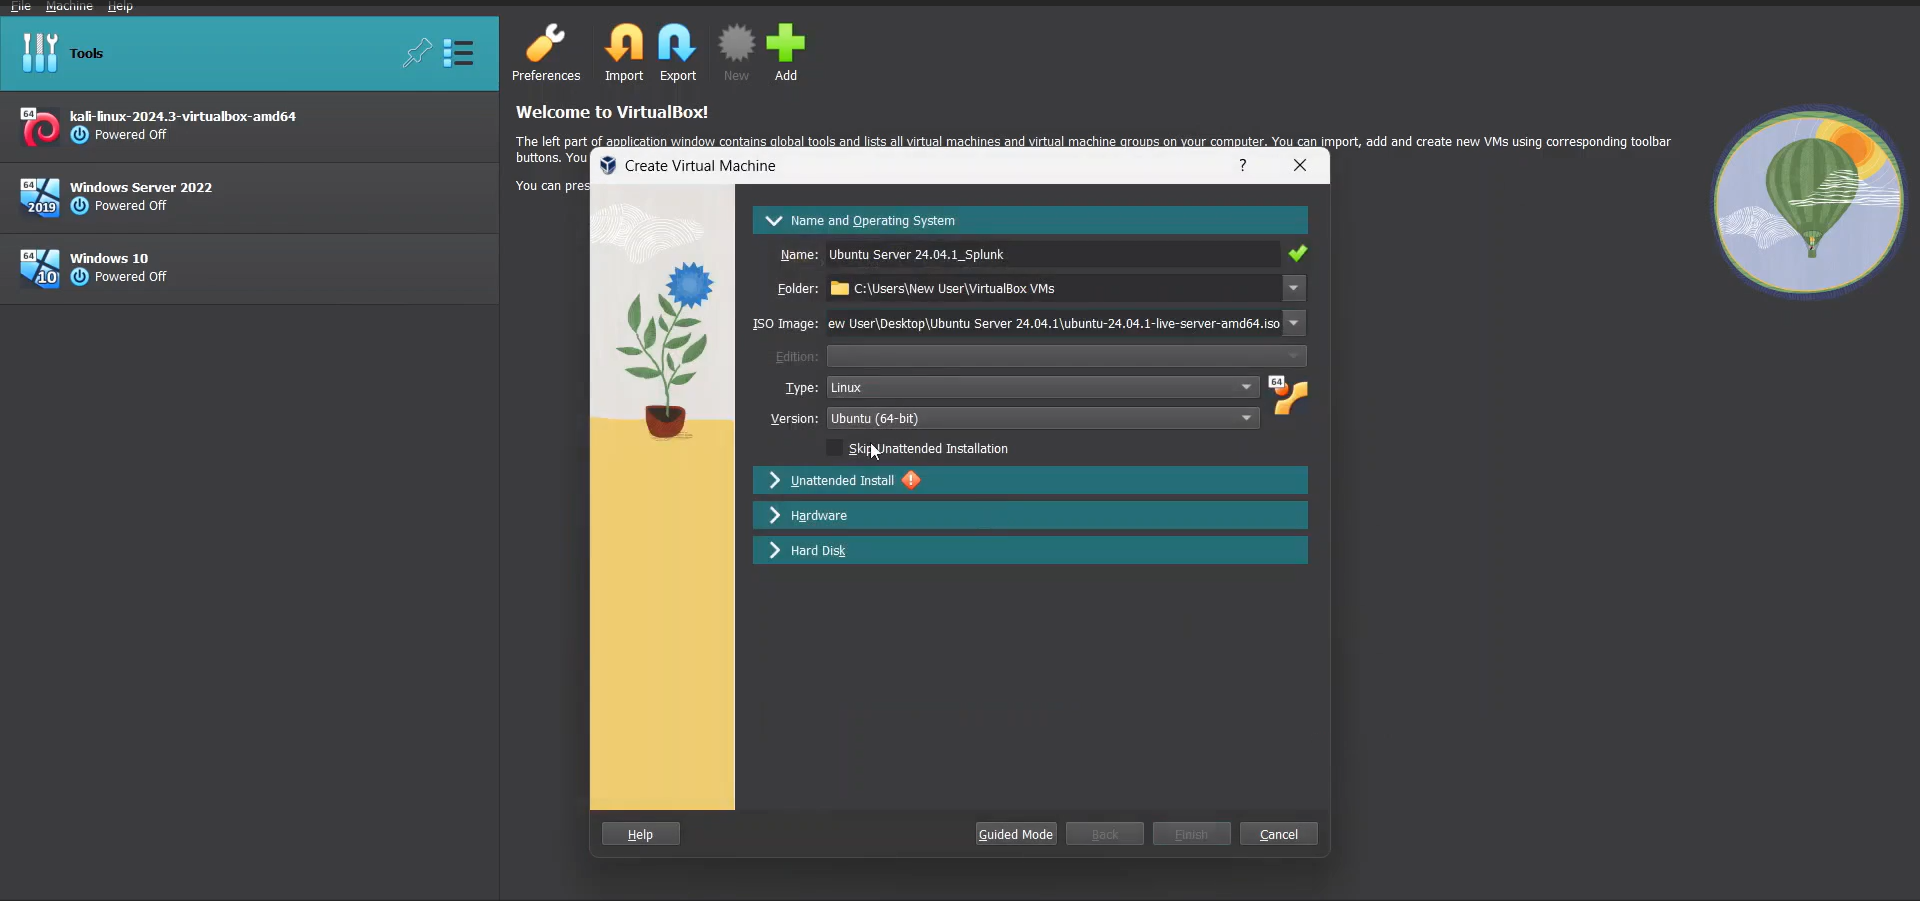 File Machine Help
Tools
Preferences Import Export New Add
64 kali-linux-2024.3-virtualbox-amd64
Powered Off
64 2019 Windows Server 2022
Powered Off
64 10 Windows 10
Powered Off
Welcome to VirtualBox!
The left part of application window contains global tools and lists all virtual machines and virtual machine groups on your computer. You can import, add and create new VMs using corresponding toolbar
buttons. You
You can pres
Create Virtual Machine ?
Name and Operating System
Name: Ubuntu Server 24.04.1_Splunk
Folder: C:\Users\New User\VirtualBox VMs
ISO Image: ew User\Desktop\Ubuntu Server 24.04.1\ubuntu-24.04.1-live-server-amd64.iso
Edition:
Type: Linux 64
Version: Ubuntu (64-bit)
Skip Unattended Installation
Unattended Install
Hardware
Hard Disk
Help Guided Mode Back Finish Cancel